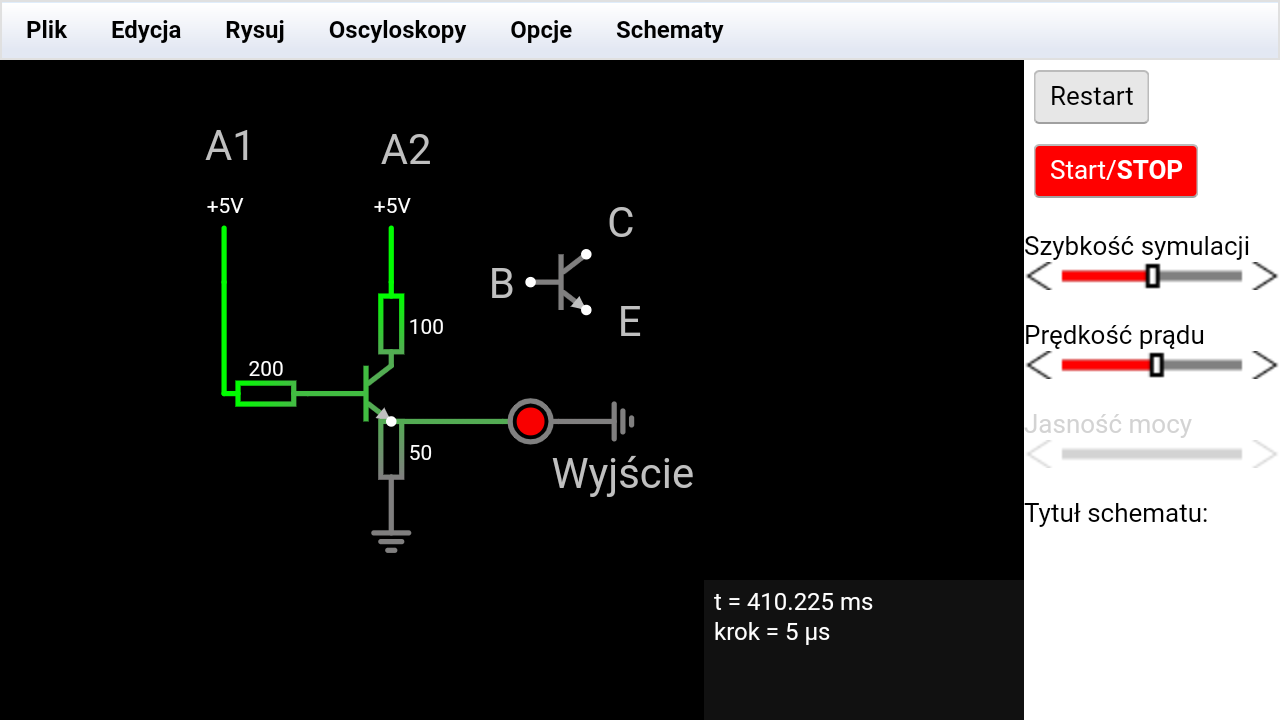 Plik Edycja Rysuj Oscyloskopy Opcje Schematy
Restart
Start/STOP
A1
A2
+5V
+5V
C
B
E
100
200
50
Wyjście
Szybkość symulacji
Prędkość prądu
Jasność mocy
Tytuł schematu:
t = 410.225 ms
krok = 5 µs